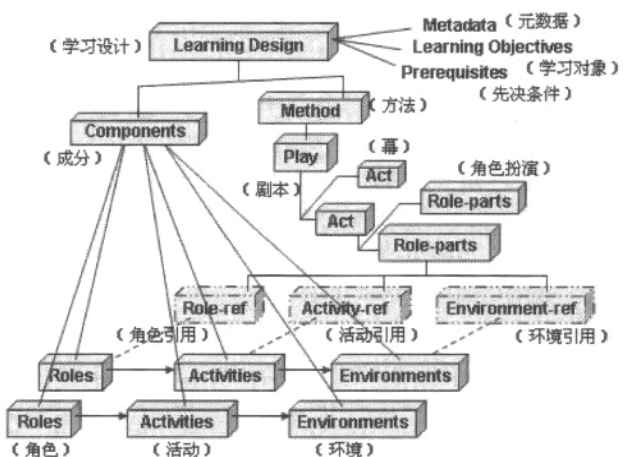 Metadata（元数据）
（学习设计） Learning Design
Learning Objectives
Prerequisites（学习对象）
（先决条件）
Method （方法）
Components
（成分）
Play
（幕）
Act
（剧本）
（角色扮演）
Role-parts
Act
Role-parts
Role-ref Activity-ref Environment-ref
（角色引用） （活动引用） （环境引用）
Roles Activities Environments
Roles Activities Environments
（角色） （活动） （环境）